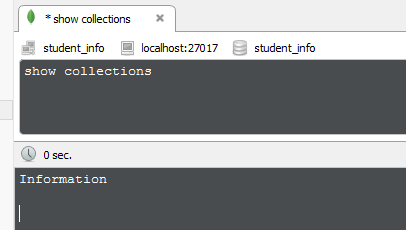 * show collections
student_info localhost:27017 student_info
show collections
0 sec.
Information